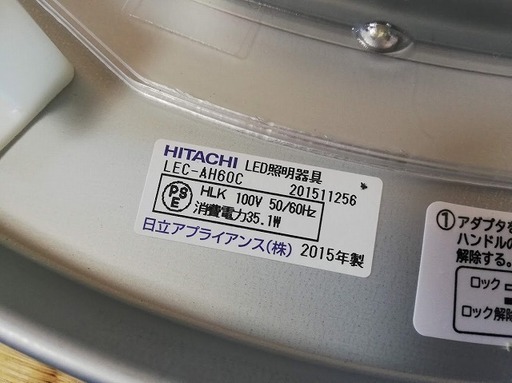 HITACHI LED照明器具
LEC-AH60C 201511256
PS
E
HLK 100V 50/60Hz
消費電力35.1W
日立アプライアンス(株) 2015年製
① アダプタを
ハンドルの
解除する。
ロック
ロック解除